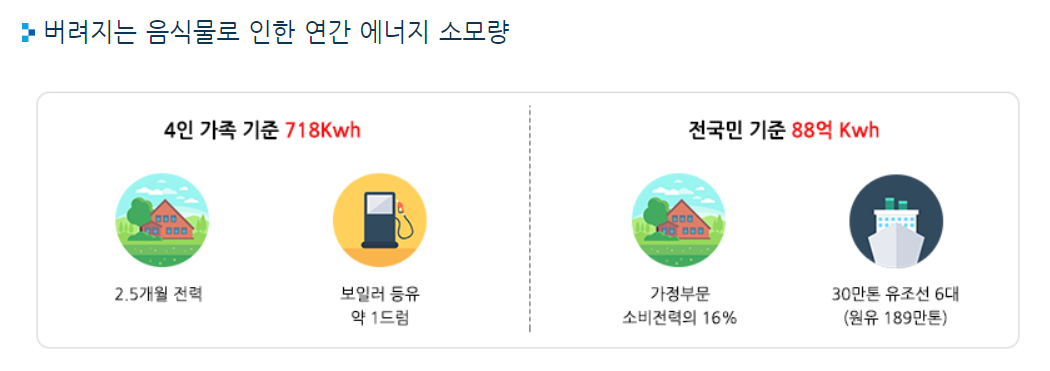 버려지는 음식물로 인한 연간 에너지 소모량
4인 가족 기준 718Kwh
2.5개월 전력
보일러 등유
약 1드럼
전국민 기준 88억 Kwh
가정부문
소비전력의 16%
30만톤 유조선 6대
(원유 189만톤)